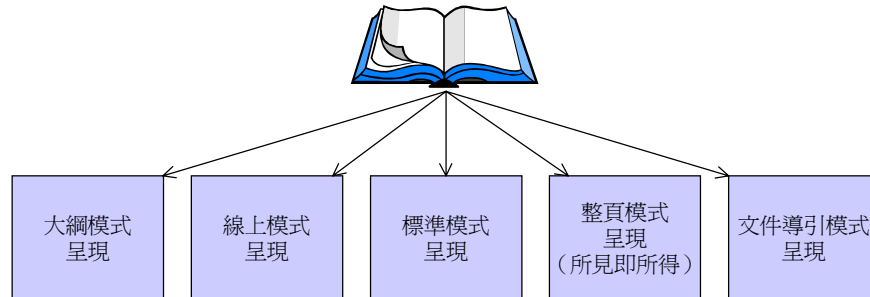 大綱模式
呈現
線上模式
呈現
標準模式
呈現
整頁模式
呈現
（所見即所得）
文件導引模式
呈現